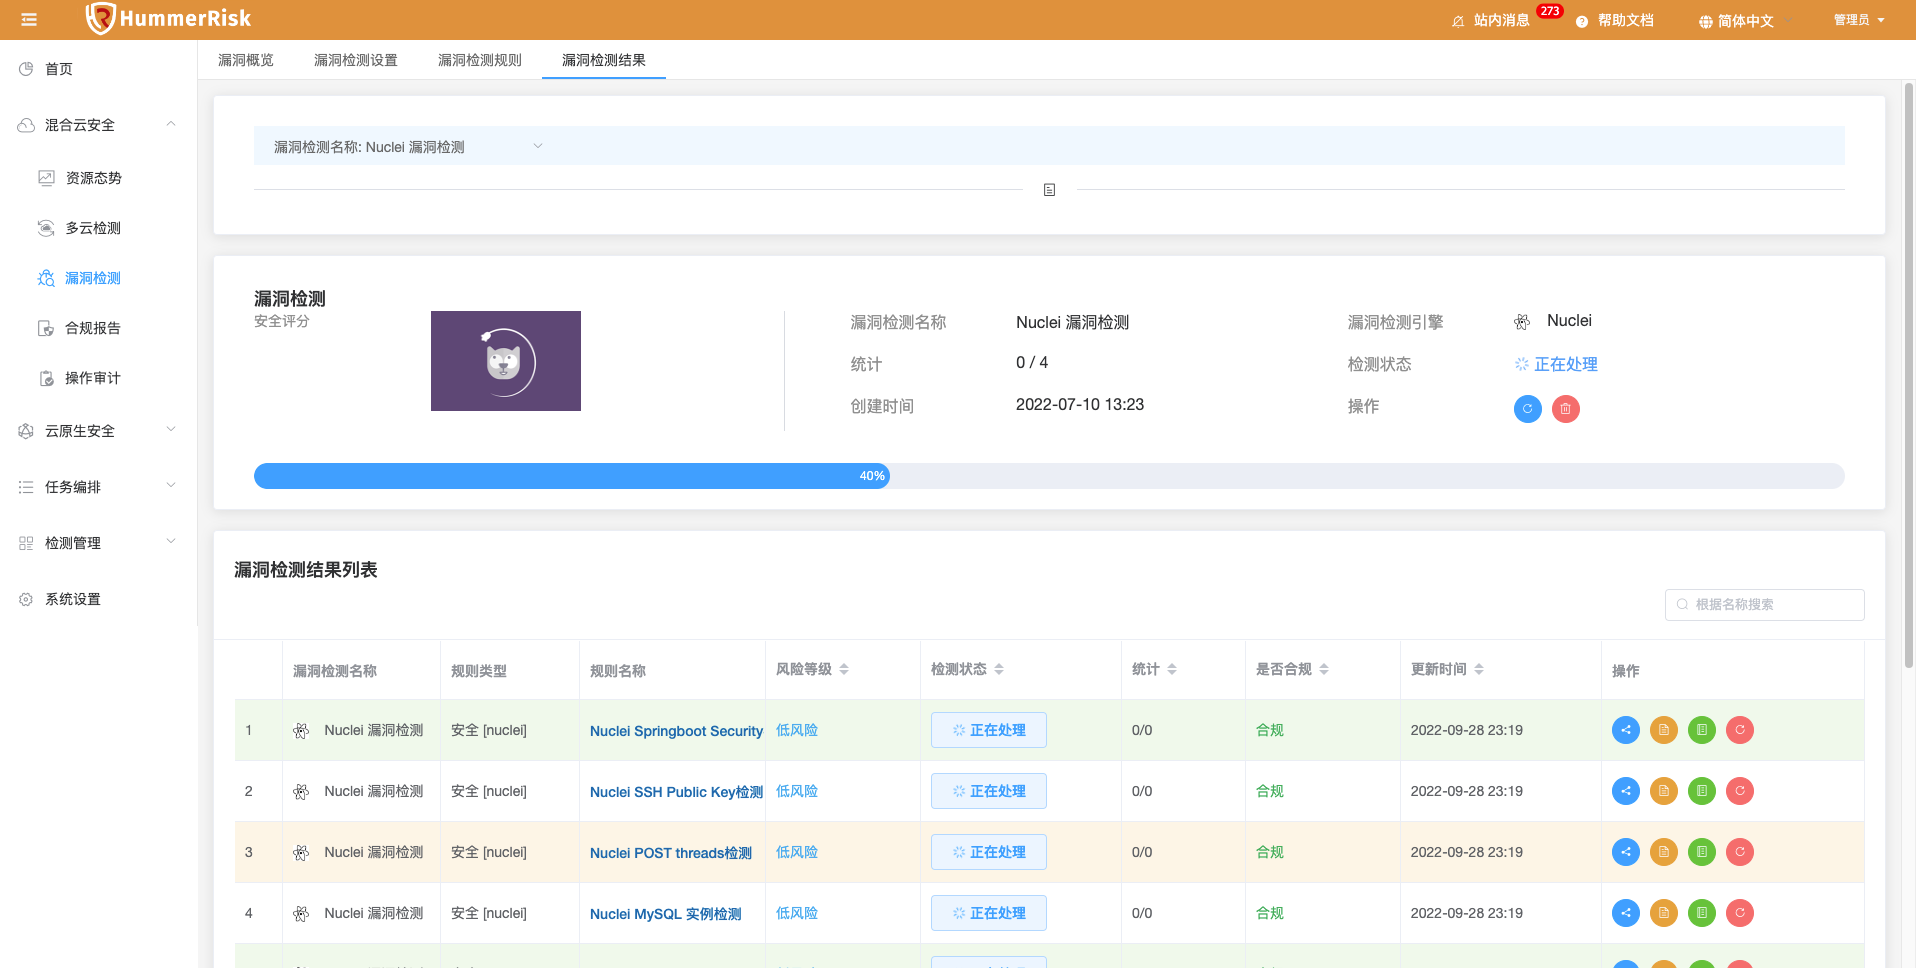 HummerRisk
站内消息 273 帮助文档 简体中文 管理员
首页
混合云安全
资源态势
多云检测
漏洞检测
合规报告
操作审计
云原生安全
任务编排
检测管理
系统设置
漏洞概览 漏洞检测设置 漏洞检测规则 漏洞检测结果
漏洞检测名称: Nuclei 漏洞检测
漏洞检测
安全评分
漏洞检测名称 Nuclei 漏洞检测 漏洞检测引擎 Nuclei
统计 0 / 4 检测状态 正在处理
创建时间 2022-07-10 13:23 操作
40%
漏洞检测结果列表
根据名称搜索
漏洞检测名称 规则类型 规则名称 风险等级 检测状态 统计 是否合规 更新时间 操作
1 Nuclei 漏洞检测 安全 [nuclei] Nuclei Springboot Security 低风险 正在处理 0/0 合规 2022-09-28 23:19
2 Nuclei 漏洞检测 安全 [nuclei] Nuclei SSH Public Key检测 低风险 正在处理 0/0 合规 2022-09-28 23:19
3 Nuclei 漏洞检测 安全 [nuclei] Nuclei POST threads检测 低风险 正在处理 0/0 合规 2022-09-28 23:19
4 Nuclei 漏洞检测 安全 [nuclei] Nuclei MySQL 实例检测 低风险 正在处理 0/0 合规 2022-09-28 23:19